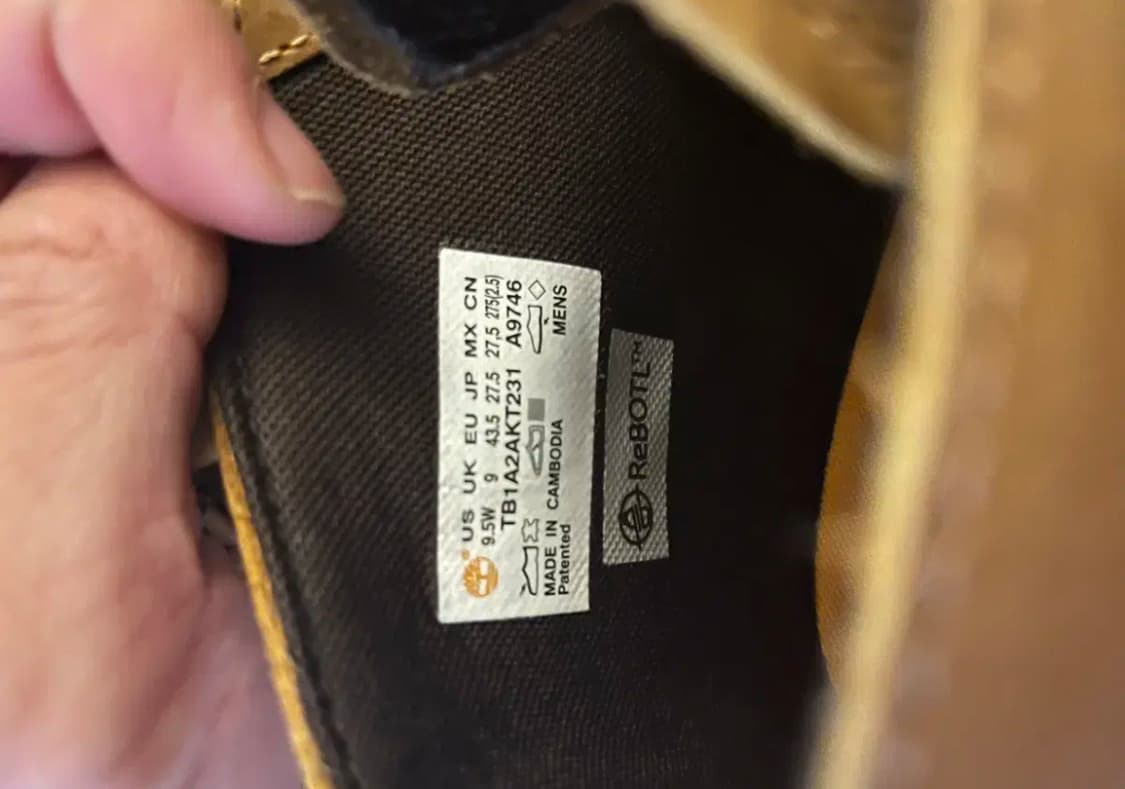 US UK EU JP MX CN
9.5W 9 43.5 27.5 27,5 275(2.5)
TB1A2AKT231 A9746
MENS
MADE IN CAMBODIA
Patented
ReBOTL™